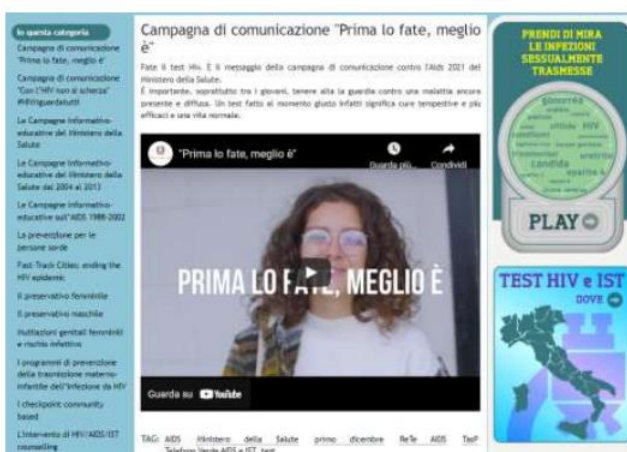 In questa categoria
Campagna di comunicazione
"Prima lo fate, meglio è"
Campagna di comunicazione
"Con l'HIV non si scherza"
#HIVriguardatutti
Le Campagne informativo-
educative del Ministero della
Salute
Le Campagne informativo-
educative del Ministero della
Salute dal 2004 al 2013
Le Campagne informativo-
educative sull'AIDS 1988-2002
La prevenzione per le
persone sorde
Fast-Track Cities: ending the
HIV epidemic
Il preservativo femminile
Il preservativo maschile
Mutilazioni genitali femminili
e rischio infettivo
I programmi di prevenzione
della trasmissione materno-
infantile dell'infezione da HIV
I checkpoint community
based
L'intervento di HIV/AIDS/IST
counselling
Campagna di comunicazione "Prima lo fate, meglio
è"
Fate il test Hiv. È il messaggio della campagna di comunicazione contro l'Aids 2021 del
Ministero della Salute.
È importante, soprattutto tra i giovani, tenere alta la guardia contro una malattia ancora
presente e diffusa. Un test fatto al momento giusto infatti significa cure tempestive e più
efficaci e una vita normale.
"Prima lo fate, meglio è"
Guarda più...
Condividi
PRIMA LO FATE, MEGLIO È
Guarda su YouTube
TAG: AIDS Ministero della Salute primo dicembre ReTe AIDS TasP
Telefono Verde AIDS e IST test
PRENDI DI MIRA
LE INFEZIONI
SESSUALMENTE
TRASMESSE
gonorrea
sifilide HIV
condilomi
uretrite
candida
epatite
PLAY
TEST HIV e IST
DOVE